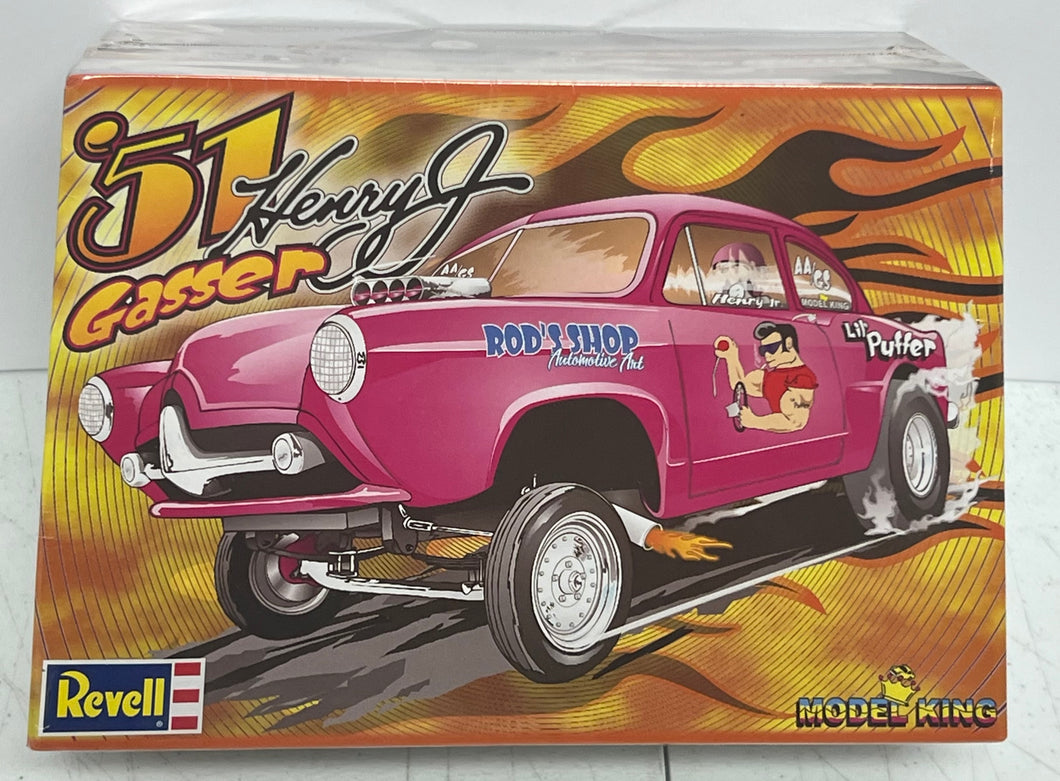 '51 Henry J
Gasser
AA GS
AA/GS
Henry Jr.
MODEL KING
31
ROD'S SHOP
Automotive Art
Lil' Puffer
Revell
MODEL KING